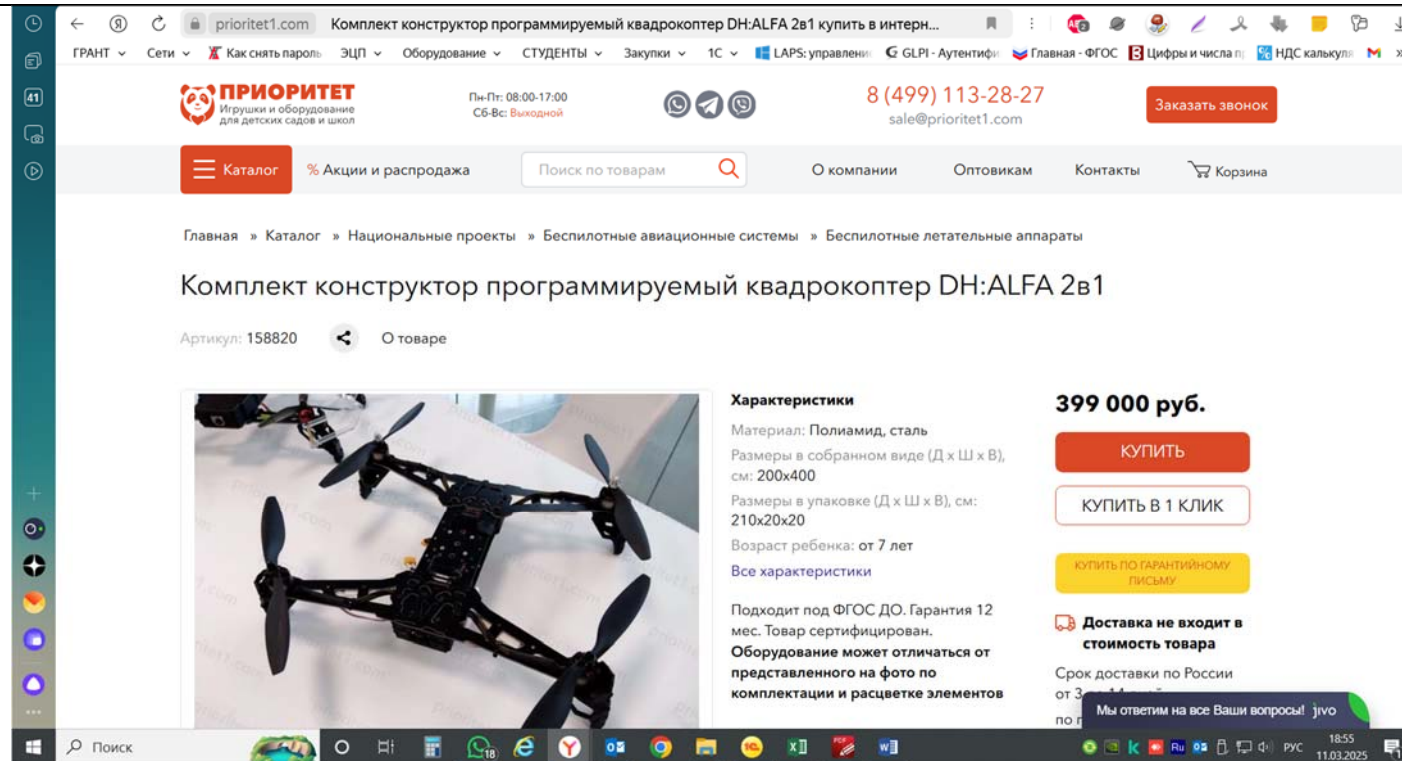 prioritet1.com Комплект конструктор программируемый квадрокоптер DH:ALFA 2в1 купить в интерн...
ГРАНТ Сети Как снять пароль ЭЦП Оборудование СТУДЕНТЫ Закупки 1С LAPS: управлени GLPI - Аутентифи Главная - ФГОС Цифры и числа п НДС калькуля
41
ПРИОРИТЕТ
Игрушки и оборудование
для детских садов и школ
Пн-Пт: 08:00-17:00
Сб-Вс: Выходной
8 (499) 113-28-27
sale@prioritet1.com
Заказать звонок
Каталог % Акции и распродажа Поиск по товарам О компании Оптовикам Контакты Корзина
Главная » Каталог » Национальные проекты » Беспилотные авиационные системы » Беспилотные летательные аппараты
Комплект конструктор программируемый квадрокоптер DH:ALFA 2в1
Артикул: 158820 О товаре
Характеристики
Материал: Полиамид, сталь
Размеры в собранном виде (Д х Ш х В),
см: 200х400
Размеры в упаковке (Д х Ш х В), см:
210х20х20
Возраст ребенка: от 7 лет
Все характеристики
Подходит под ФГОС ДО. Гарантия 12
мес. Товар сертифицирован.
Оборудование может отличаться от
представленного на фото по
комплектации и расцветке элементов
399 000 руб.
КУПИТЬ
КУПИТЬ В 1 КЛИК
КУПИТЬ ПО ГАРАНТИЙНОМУ
ПИСЬМУ
Доставка не входит в
стоимость товара
Срок доставки по России
от 3
по
Мы ответим на все Ваши вопросы! jivo
Поиск
18
РУС
18:55
11.03.2025